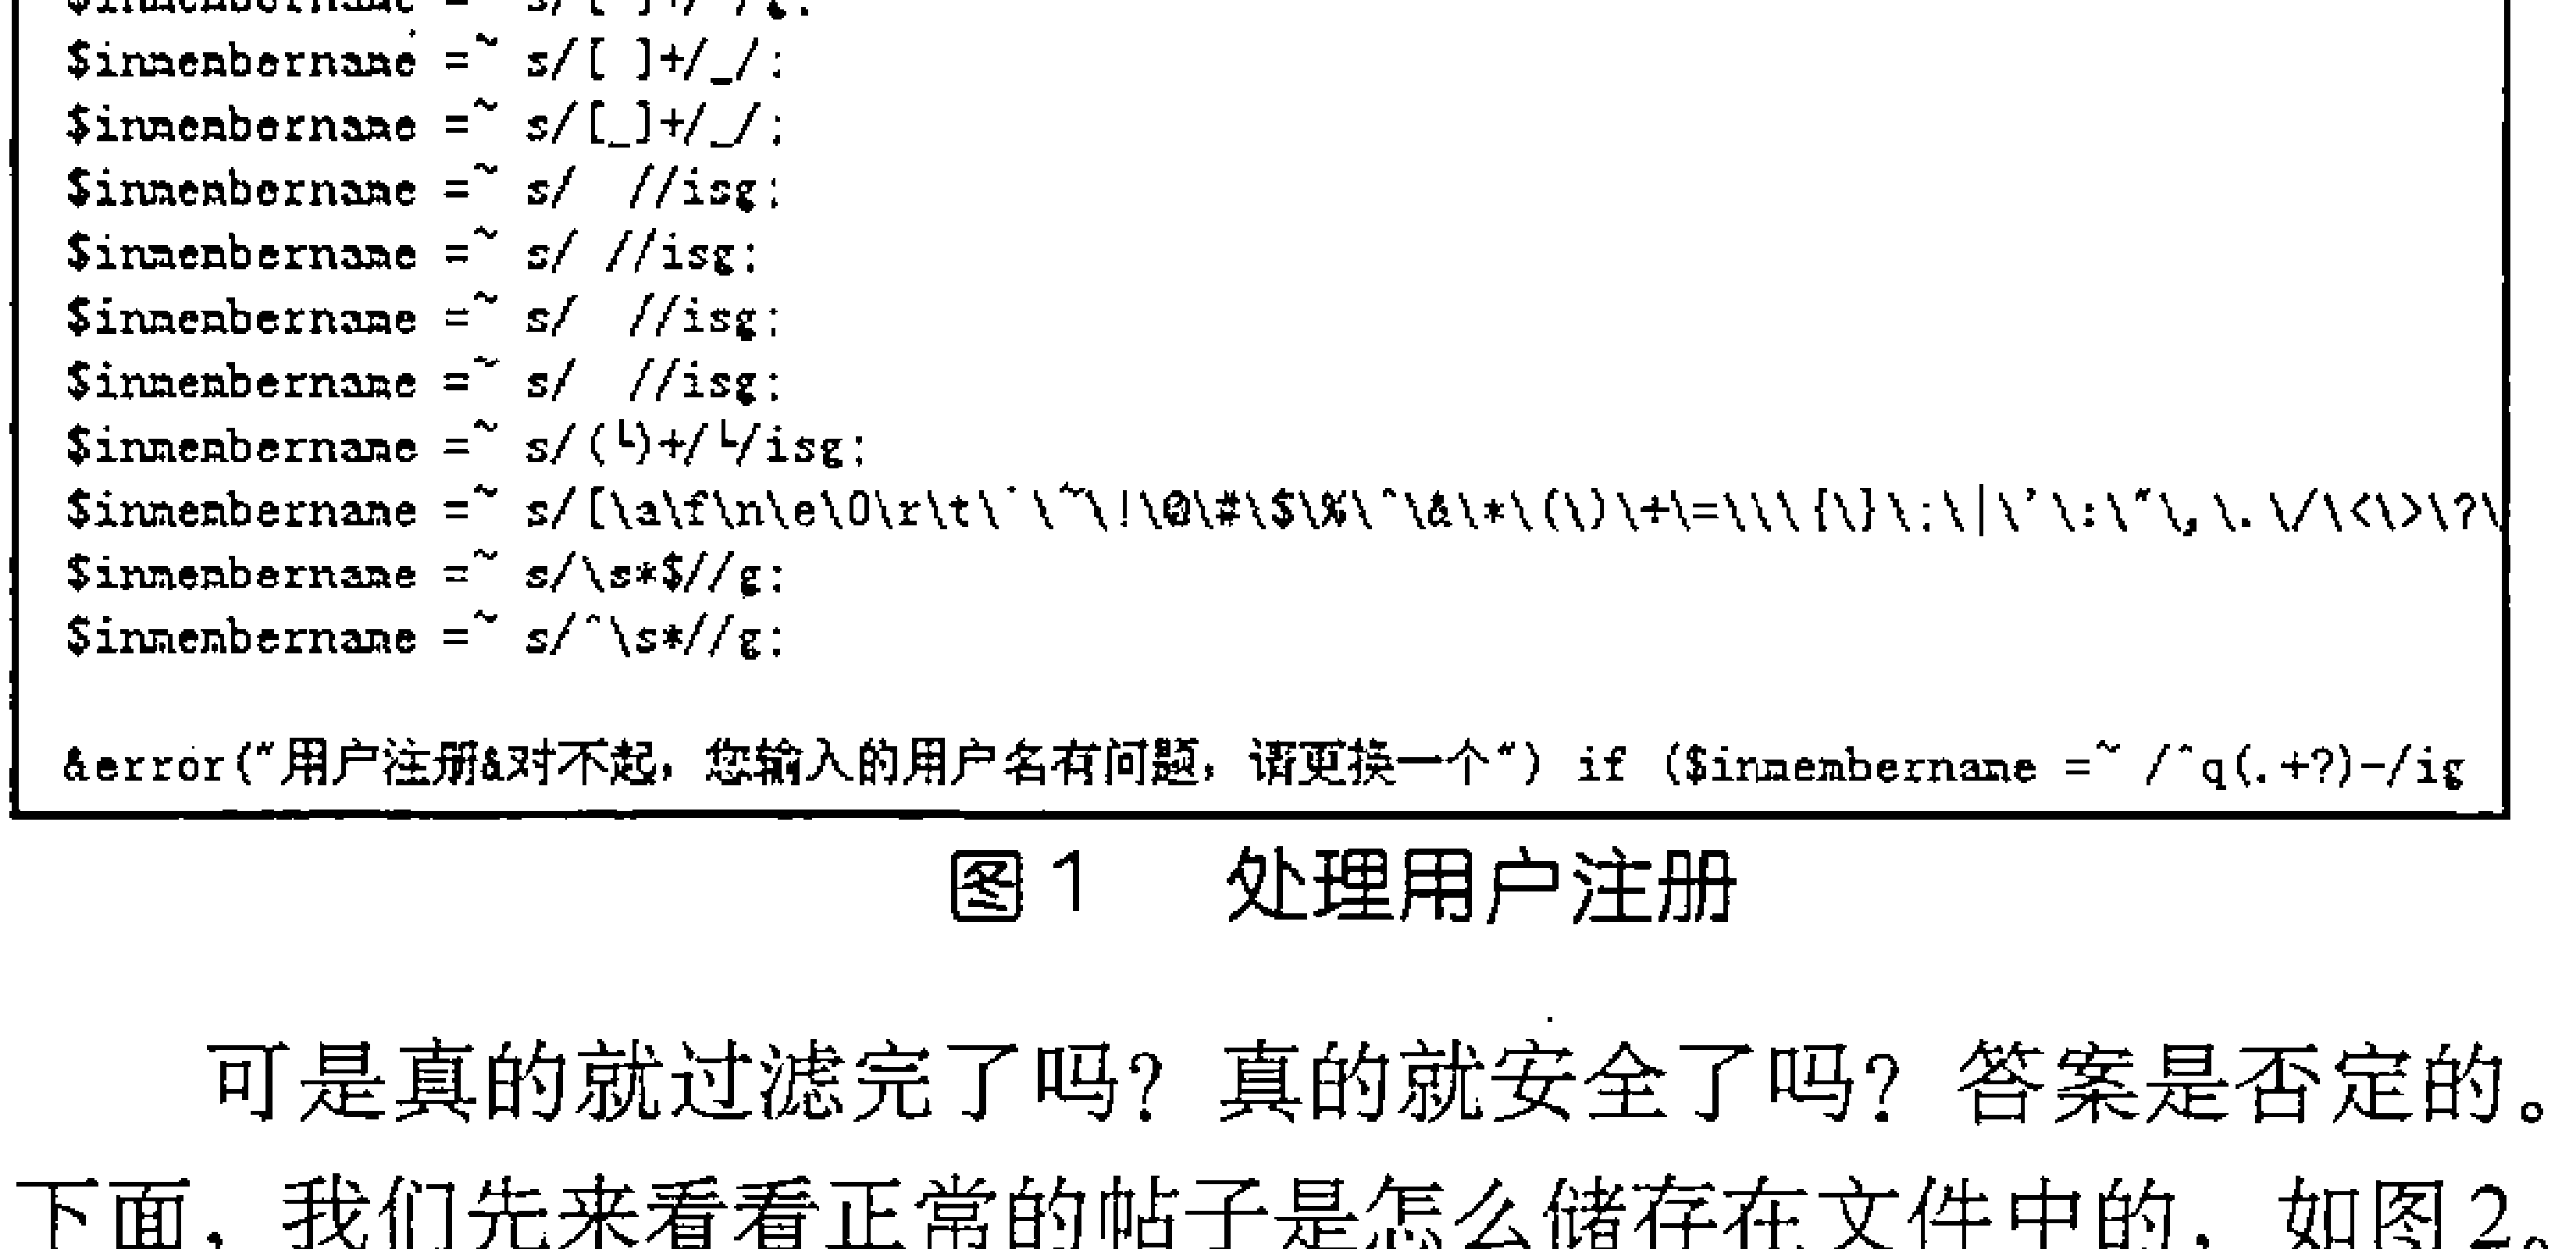 $inmembername =~ s/[ ]+/ /g;
$inmembername =~ s/[ ]+/_/;
$inmembername =~ s/[_]+/_/;
$inmembername =~ s/  //isg;
$inmembername =~ s/ //isg;
$inmembername =~ s/  //isg;
$inmembername =~ s/  //isg;
$inmembername =~ s/(└)+/└/isg;
$inmembername =~ s/[\a\f\n\e\0\r\t\`\~\!\@\#\$\%\^\&\*\(\)\+\=\\\{\}\;\|\'\:\"\,\.\/\<\>\?\
$inmembername =~ s/\s*$//g;
$inmembername =~ s/^\s*//g;
&error("用户注册&对不起，您输入的用户名有问题，请更换一个") if ($inmembername =~ /^q(.+?)-/ig
图1 处理用户注册
可是真的就过滤完了吗？真的就安全了吗？答案是否定的。
下面，我们先来看看正常的帖子是怎么储存在文件中的，如图2。